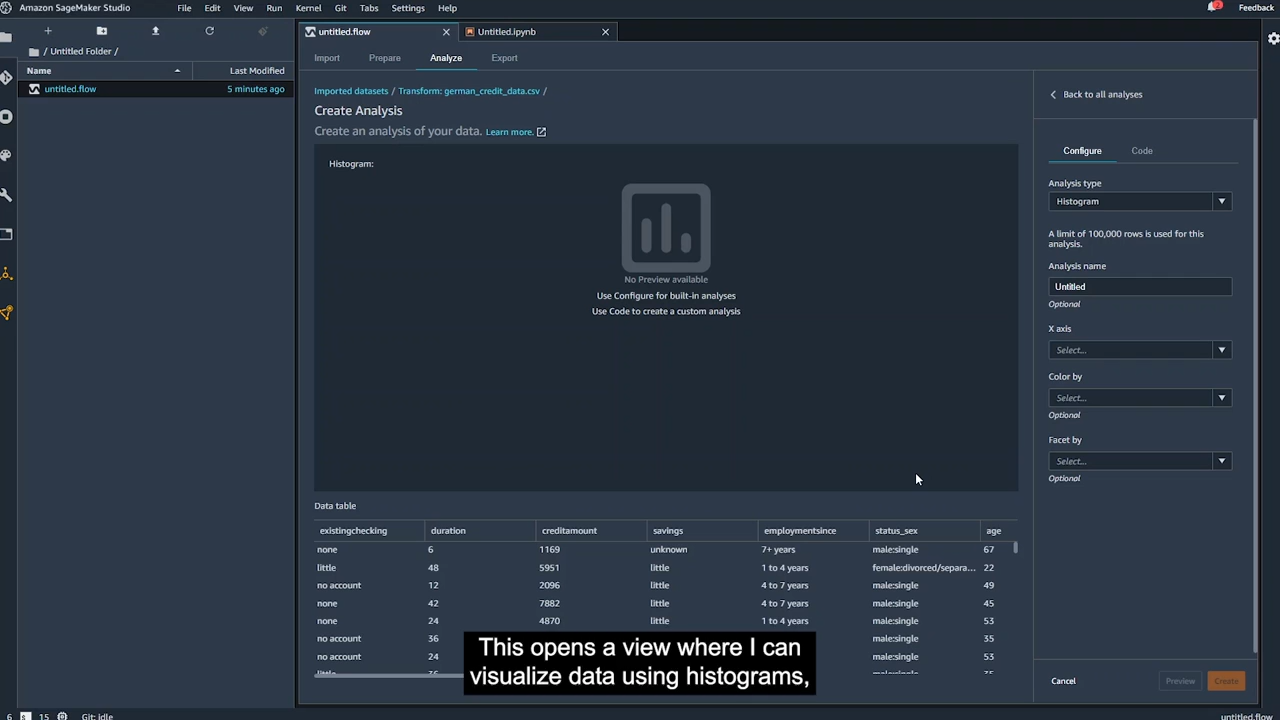 Amazon SageMaker Studio File Edit View Run Kernel Git Tabs Settings Help 2 Feedback
/ Untitled Folder /
Name Last Modified
untitled.flow 5 minutes ago
untitled.flow Untitled.ipynb
Import Prepare Analyze Export
Imported datasets / Transform: german_credit_data.csv /
Create Analysis
Create an analysis of your data. Learn more.
Histogram:
No Preview available
Use Configure for built-in analyses
Use Code to create a custom analysis
Data table
existingchecking duration creditamount savings employmentsince status_sex age
none 6 1169 unknown 7+ years male:single 67
little 48 5951 little 1 to 4 years female:divorced/separa... 22
no account 12 2096 little 4 to 7 years male:single 49
none 42 7882 little 4 to 7 years male:single 45
none 24 4870 little 1 to 4 years male:single 53
no account 36 male:single 35
no account 24 male:single 53
Back to all analyses
Configure Code
Analysis type
Histogram
A limit of 100,000 rows is used for this
analysis.
Analysis name
Untitled
Optional
X axis
Select...
Color by
Select...
Optional
Facet by
Select...
Optional
Cancel Preview Create
This opens a view where I can
visualize data using histograms,
6 15 Git: idle untitled.flow